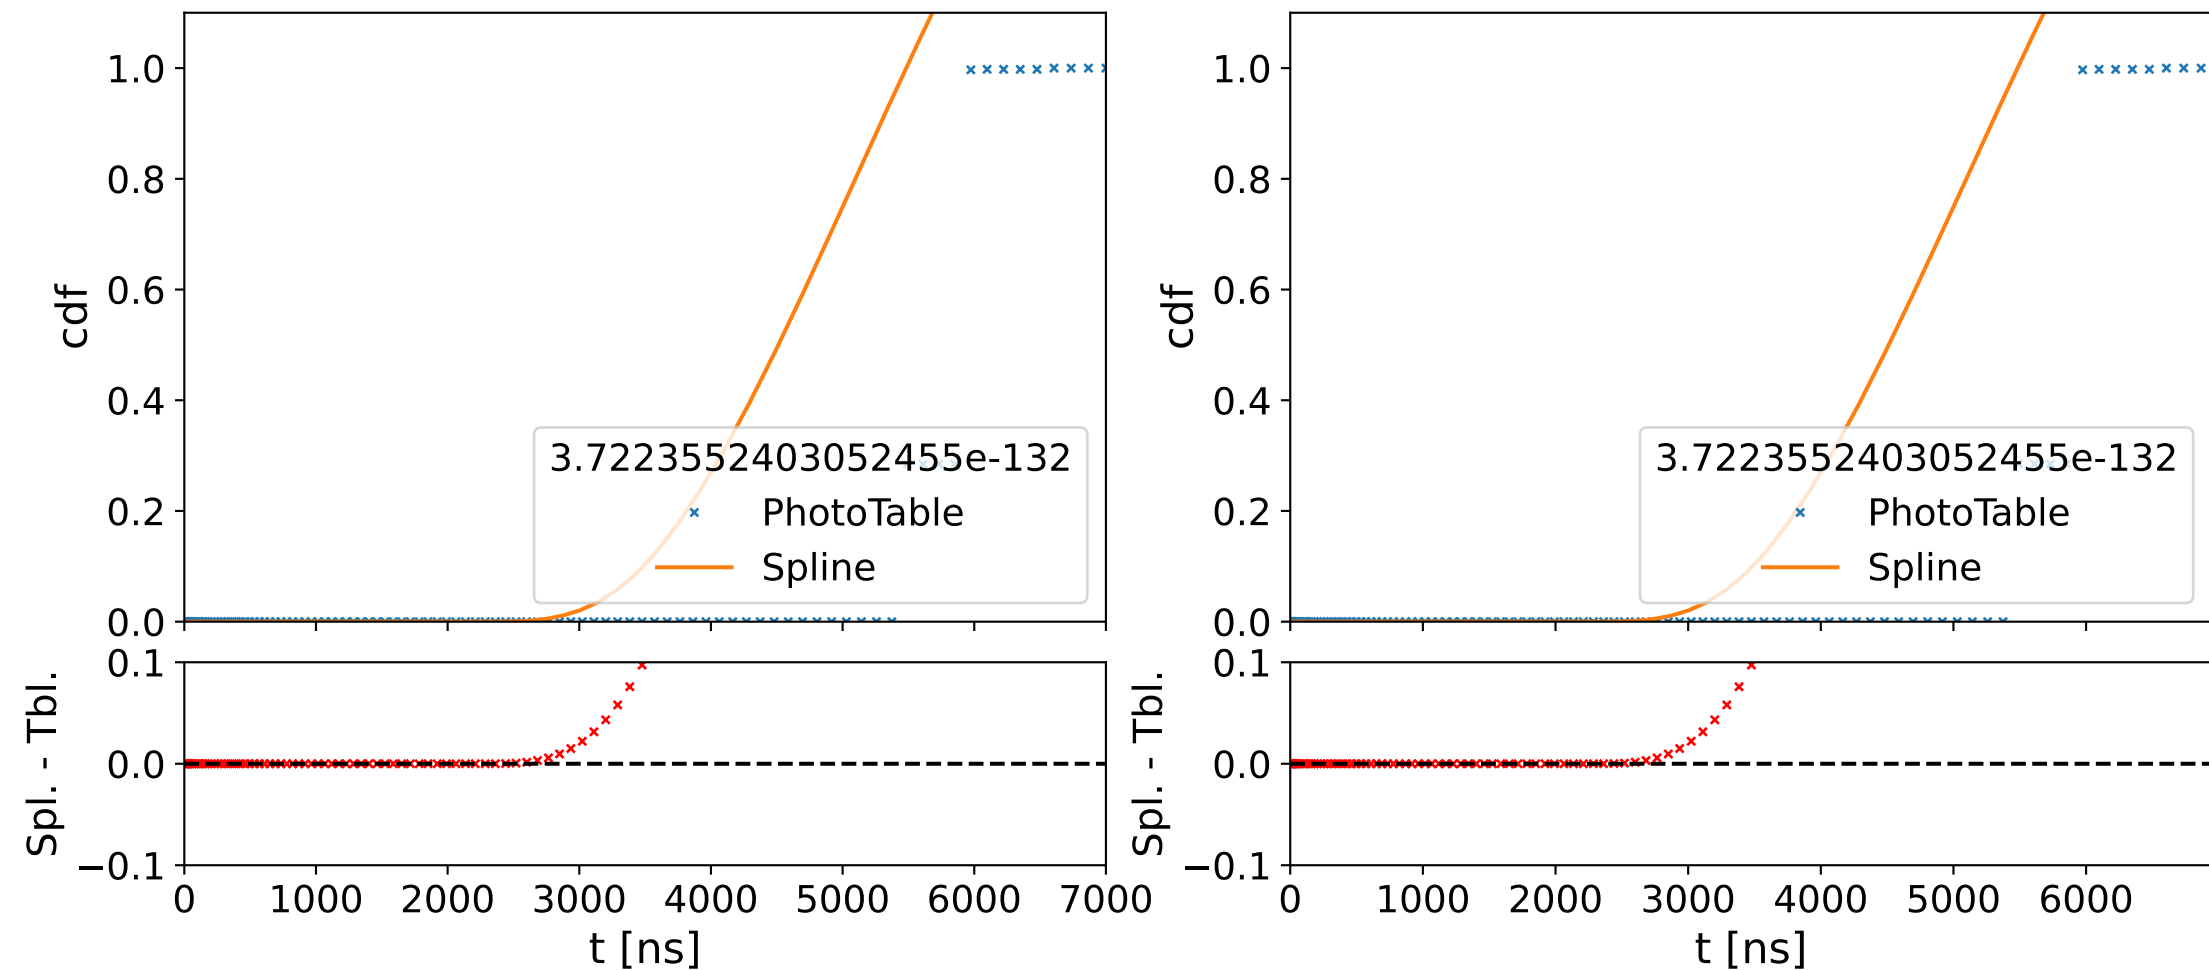 1.0
0.8
0.6
0.4
0.2
0.0
cdf
3.7223552403052455e-132
PhotoTable
Spline
0.1
0.0
−0.1
Spl. - Tbl.
0 1000 2000 3000 4000 5000 6000 7000
t [ns]
1.0
0.8
0.6
0.4
0.2
0.0
cdf
3.7223552403052455e-132
PhotoTable
Spline
0.1
0.0
−0.1
Spl. - Tbl.
0 1000 2000 3000 4000 5000 6000
t [ns]